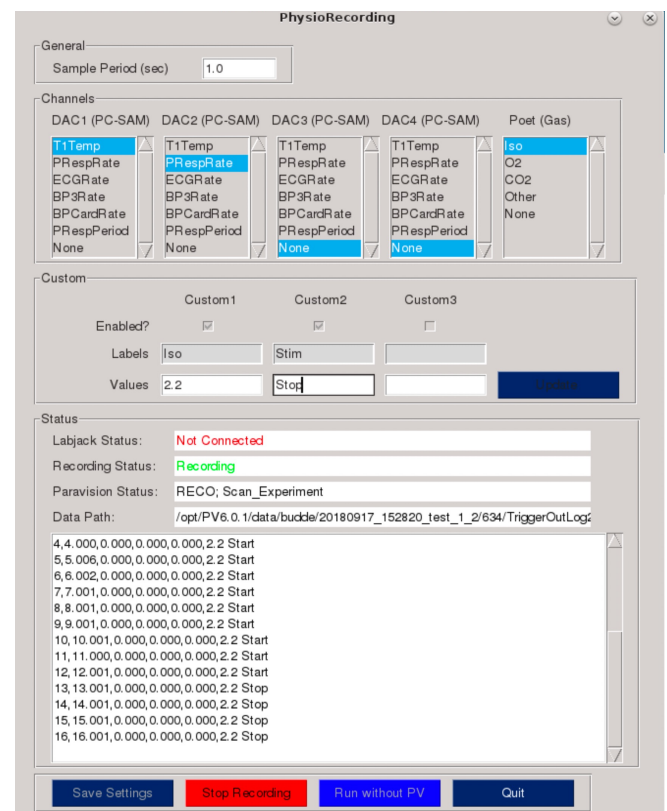 PhysioRecording
General
Sample Period (sec) 1.0
Channels
DAC1 (PC-SAM) DAC2 (PC-SAM) DAC3 (PC-SAM) DAC4 (PC-SAM) Poet (Gas)
T1Temp T1Temp T1Temp T1Temp Iso
PRespRate PRespRate PRespRate PRespRate O2
ECGRate ECGRate ECGRate ECGRate CO2
BP3Rate BP3Rate BP3Rate BP3Rate Other
BPCardRate BPCardRate BPCardRate BPCardRate None
PRespPeriod PRespPeriod PRespPeriod PRespPeriod
None None None None
Custom
Custom1 Custom2 Custom3
Enabled?
Labels Iso Stim
Values 2.2 Stop Update
Status
Labjack Status: Not Connected
Recording Status: Recording
Paravision Status: RECO; Scan_Experiment
Data Path: /opt/PV6.0.1/data/budde/20180917_152820_test_1_2/634/TriggerOutLog2
4,4.000,0.000,0.000,0.000,2.2 Start
5,5.006,0.000,0.000,0.000,2.2 Start
6,6.002,0.000,0.000,0.000,2.2 Start
7,7.001,0.000,0.000,0.000,2.2 Start
8,8.001,0.000,0.000,0.000,2.2 Start
9,9.001,0.000,0.000,0.000,2.2 Start
10,10.001,0.000,0.000,0.000,2.2 Start
11,11.000,0.000,0.000,0.000,2.2 Start
12,12.001,0.000,0.000,0.000,2.2 Start
13,13.001,0.000,0.000,0.000,2.2 Stop
14,14.001,0.000,0.000,0.000,2.2 Stop
15,15.001,0.000,0.000,0.000,2.2 Stop
16,16.001,0.000,0.000,0.000,2.2 Stop
Save Settings Stop Recording Run without PV Quit